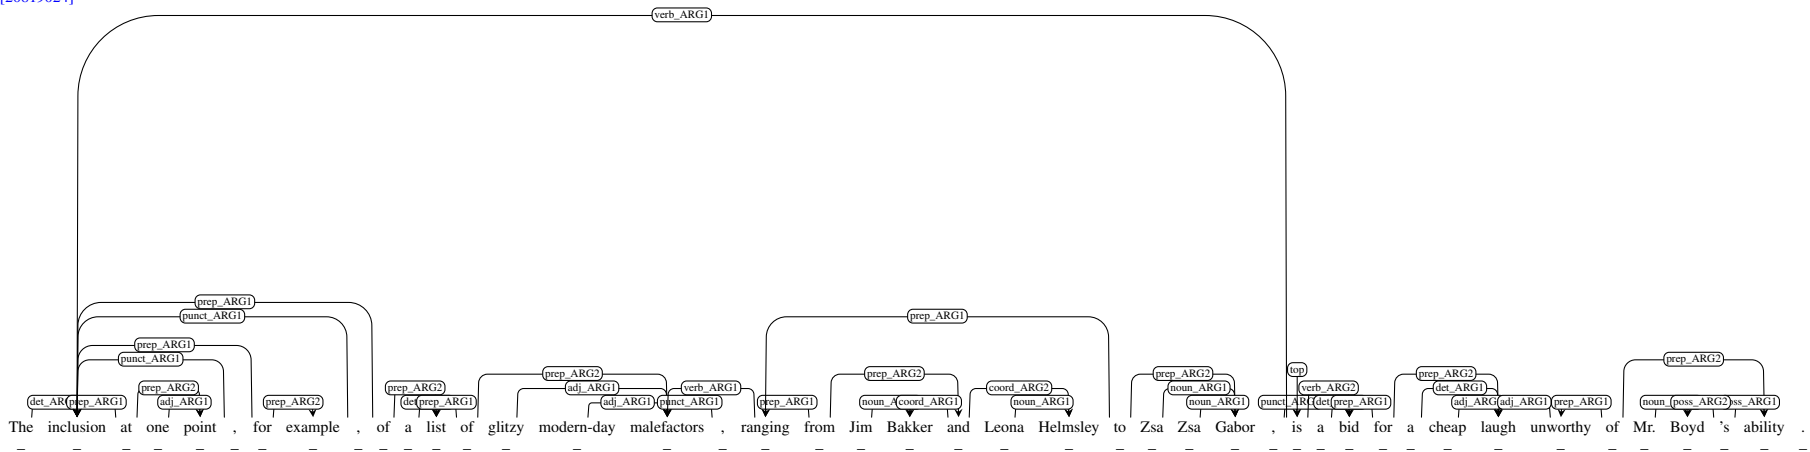 verb_ARG1
prep_ARG1
punct_ARG1 prep_ARG1
prep_ARG1
punct_ARG1
top
prep_ARG2
prep_ARG2 prep_ARG2 prep_ARG2 prep_ARG2
prep_ARG2 prep_ARG2 adj_ARG1 verb_ARG1 coord_ARG2 noun_ARG1 verb_ARG2 det_ARG1
prep_ARG1 adj_ARG1 prep_ARG2 prep_ARG1 adj_ARG1 punct_ARG1 prep_ARG1 coord_ARG1 noun_ARG1 noun_ARG1 prep_ARG1 adj_ARG1 prep_ARG1 poss_ARG2
The inclusion at one point , for example , of a list of glitzy modern-day malefactors , ranging from Jim Bakker and Leona Helmsley to Zsa Zsa Gabor , is a bid for a cheap laugh unworthy of Mr. Boyd 's ability .